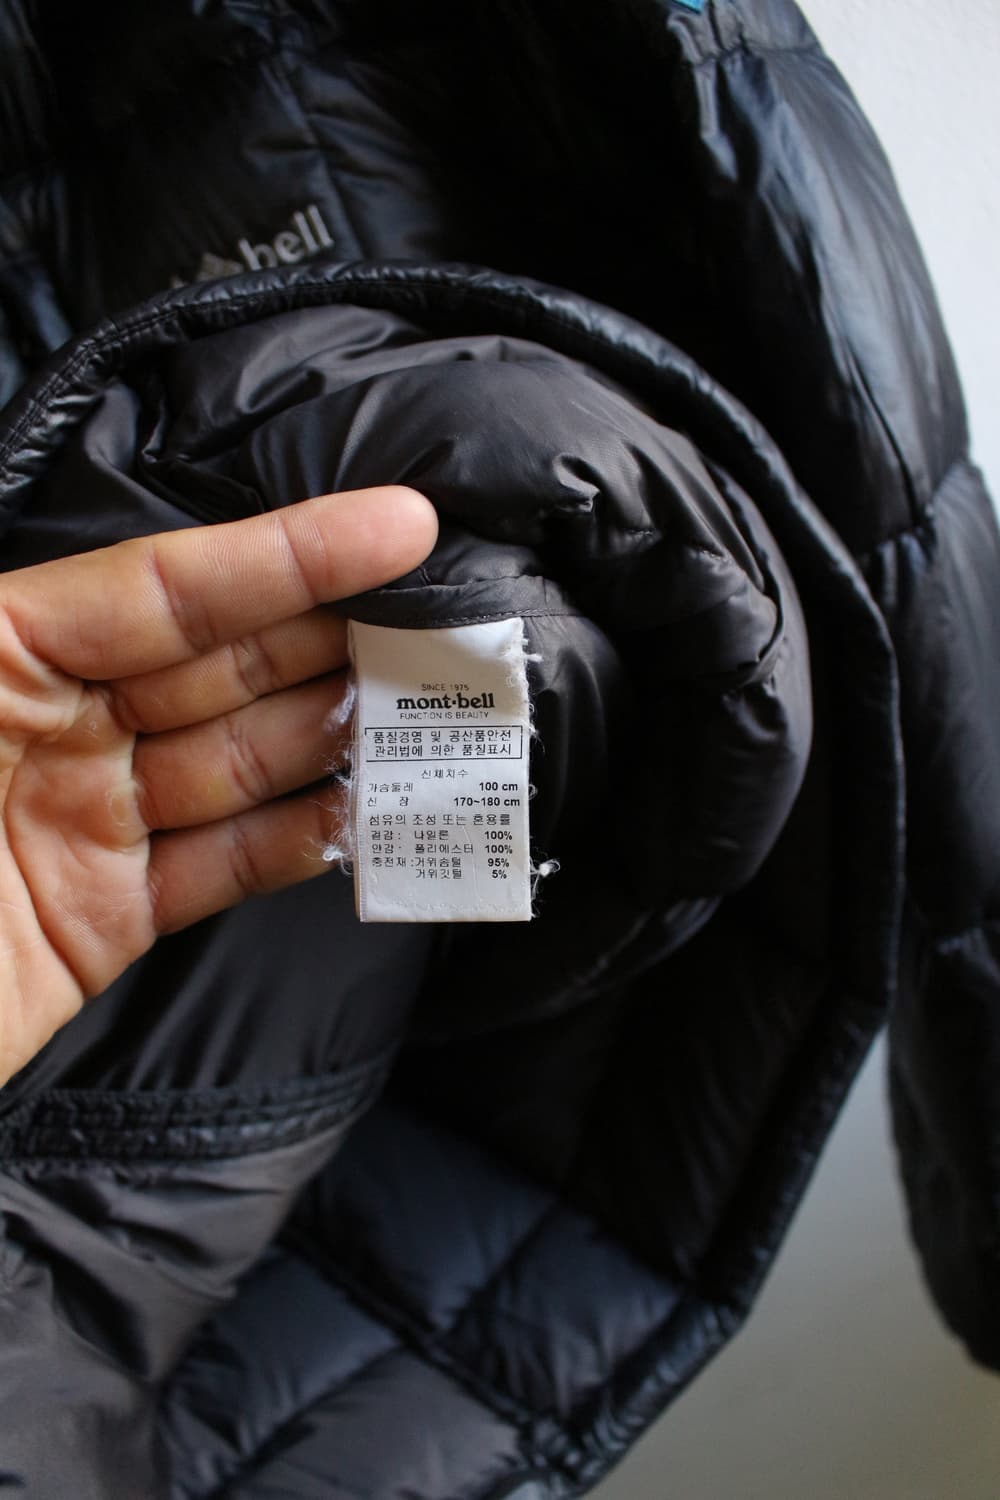 bell
SINCE 1975
mont·bell
FUNCTION IS BEAUTY
품질경영 및 공산품안전
관리법에 의한 품질표시
신체치수
가슴둘레 100 cm
신 장 170~180 cm
섬유의 조성 또는 혼용률
겉감 : 나일론 100%
안감 : 폴리에스터 100%
충전재 : 거위솜털 95%
거위깃털 5%